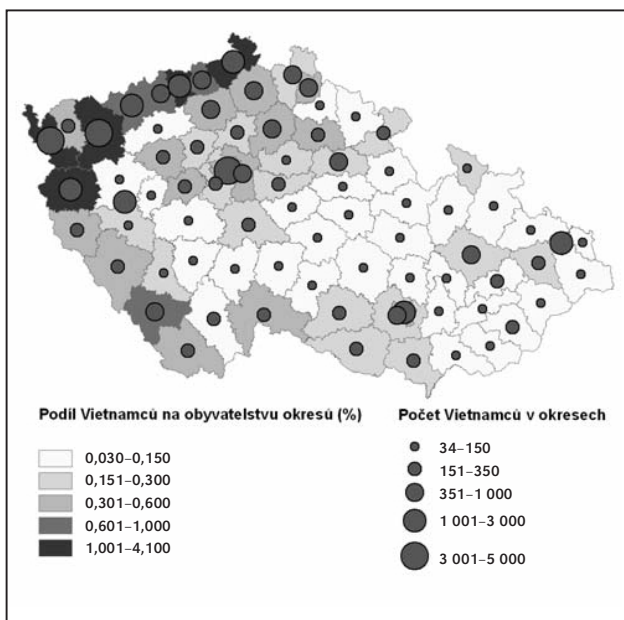 Podíl Vietnamců na obyvatelstvu okresů (%)
0,030–0,150
0,151–0,300
0,301–0,600
0,601–1,000
1,001–4,100
Počet Vietnamců v okresech
34–150
151–350
351–1 000
1 001–3 000
3 001–5 000